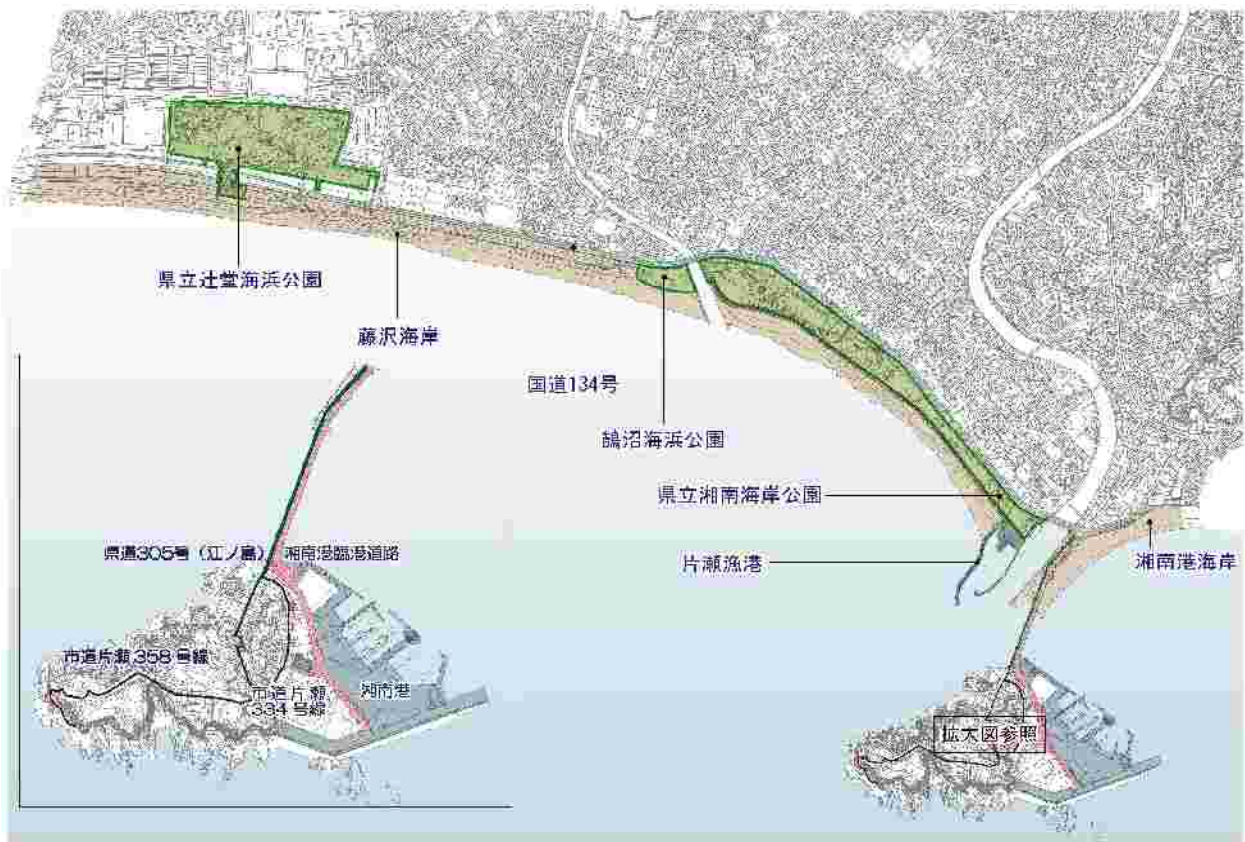 県立辻堂海浜公園
藤沢海岸
国道134号
鵠沼海浜公園
県立湘南海岸公園
片瀬漁港
湘南港海岸
県道305号（江ノ島）
湘南港臨港道路
市道片瀬358号線
市道片瀬
334号線
湘南港
拡大図参照